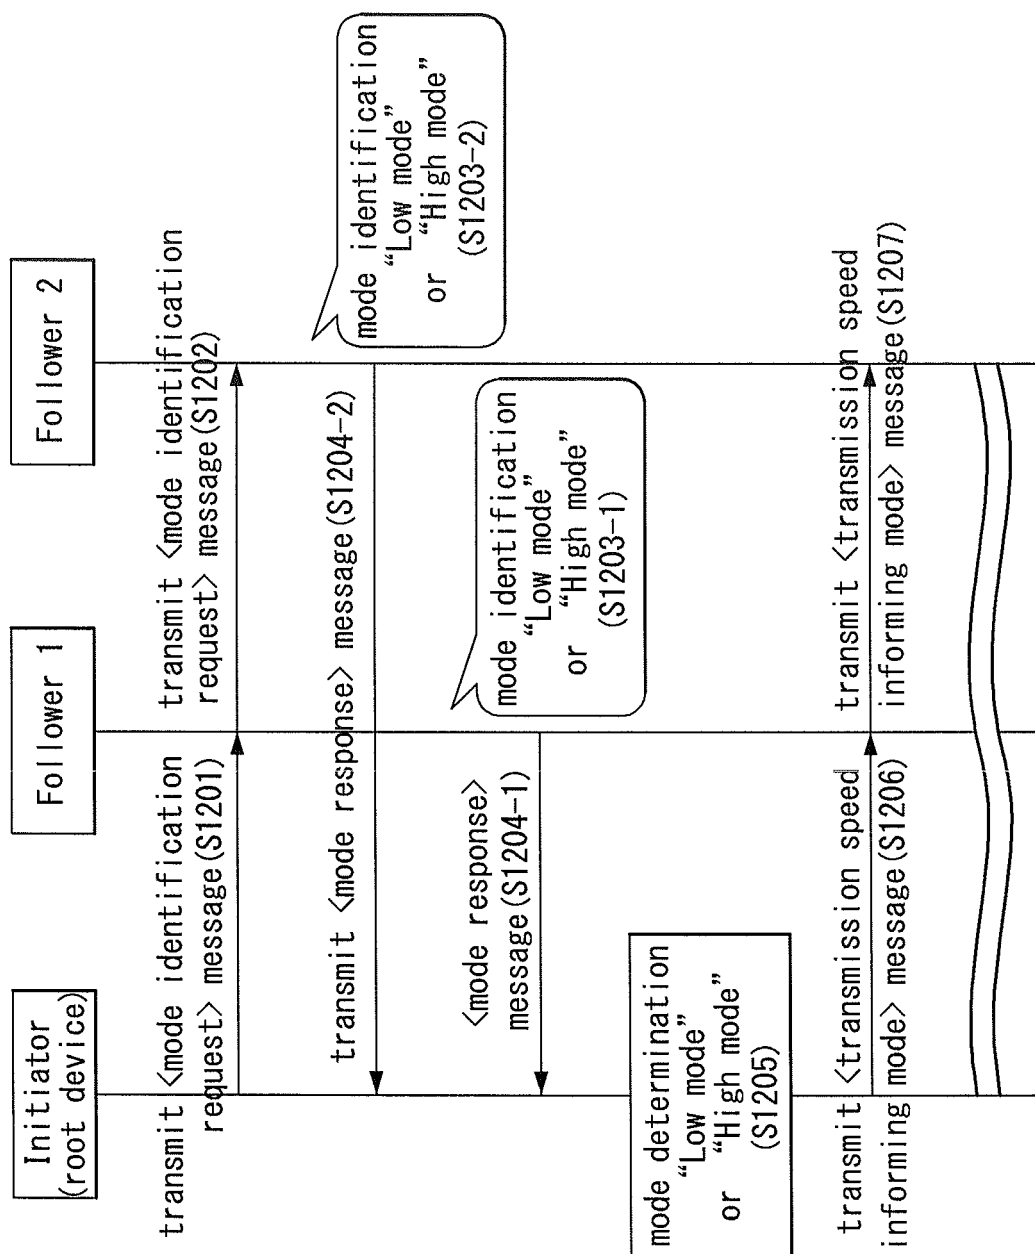 Initiator
(root device)
Follower 1
Follower 2
transmit <mode identification
request> message(S1201)
transmit <mode identification
request> message(S1202)
mode identification
“Low mode”
or “High mode”
(S1203-2)
transmit <mode response> message(S1204-2)
mode identification
“Low mode”
or “High mode”
(S1203-1)
<mode response>
message(S1204-1)
mode determination
“Low mode”
or “High mode”
(S1205)
transmit <transmission speed
informing mode> message(S1206)
transmit <transmission speed
informing mode> message(S1207)